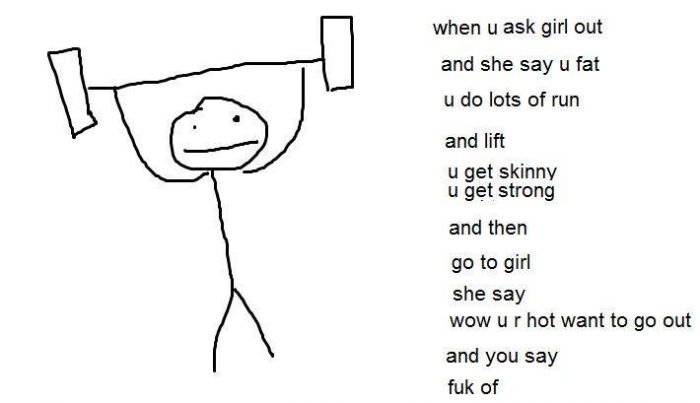 when u ask girl out
and she say u fat
u do lots of run
and lift
u get skinny
u get strong
and then
go to girl
she say
wow u r hot want to go out
and you say
fuk of